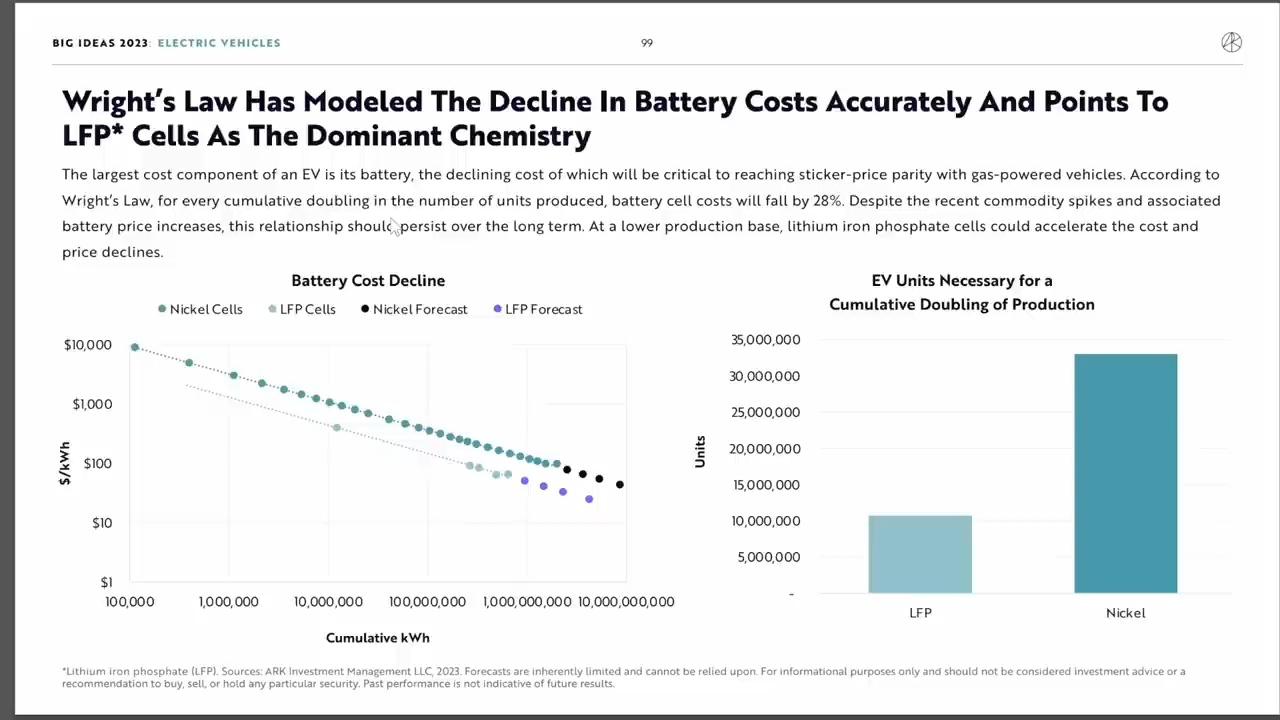 BIG IDEAS 2023: ELECTRIC VEHICLES
99
Wright's Law Has Modeled The Decline In Battery Costs Accurately And Points To
LFP* Cells As The Dominant Chemistry
The largest cost component of an EV is its battery, the declining cost of which will be critical to reaching sticker-price parity with gas-powered vehicles. According to
Wright's Law, for every cumulative doubling in the number of units produced, battery cell costs will fall by 28%. Despite the recent commodity spikes and associated
battery price increases, this relationship should persist over the long term. At a lower production base, lithium iron phosphate cells could accelerate the cost and
price declines.
Battery Cost Decline
Nickel Cells
LFP Cells
Nickel Forecast
LFP Forecast
$10,000
$1,000
$100
$10
$1
$/kWh
100,000
1,000,000
10,000,000
100,000,000
1,000,000,000
10,000,000,000
Cumulative kWh
EV Units Necessary for a
Cumulative Doubling of Production
35,000,000
30,000,000
25,000,000
20,000,000
15,000,000
10,000,000
5,000,000
-
Units
LFP
Nickel
*Lithium iron phosphate (LFP). Sources: ARK Investment Management LLC, 2023. Forecasts are inherently limited and cannot be relied upon. For informational purposes only and should not be considered investment advice or a
recommendation to buy, sell, or hold any particular security. Past performance is not indicative of future results.